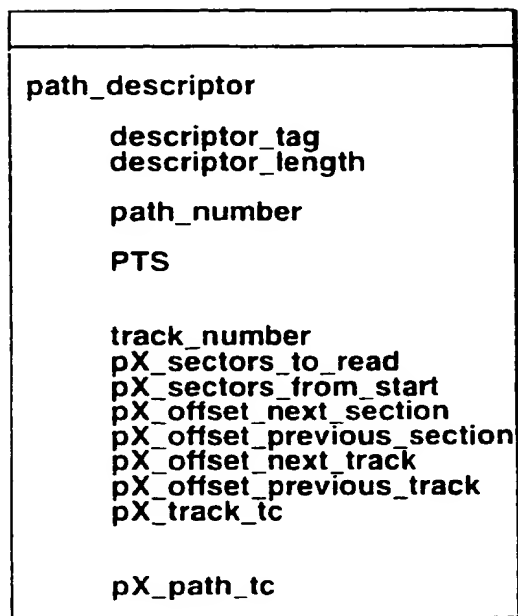 path_descriptor
descriptor_tag
descriptor_length
path_number
PTS
track_number
pX_sectors_to_read
pX_sectors_from_start
pX_offset_next_section
pX_offset_previous_section
pX_offset_next_track
pX_offset_previous_track
pX_track_tc
pX_path_tc